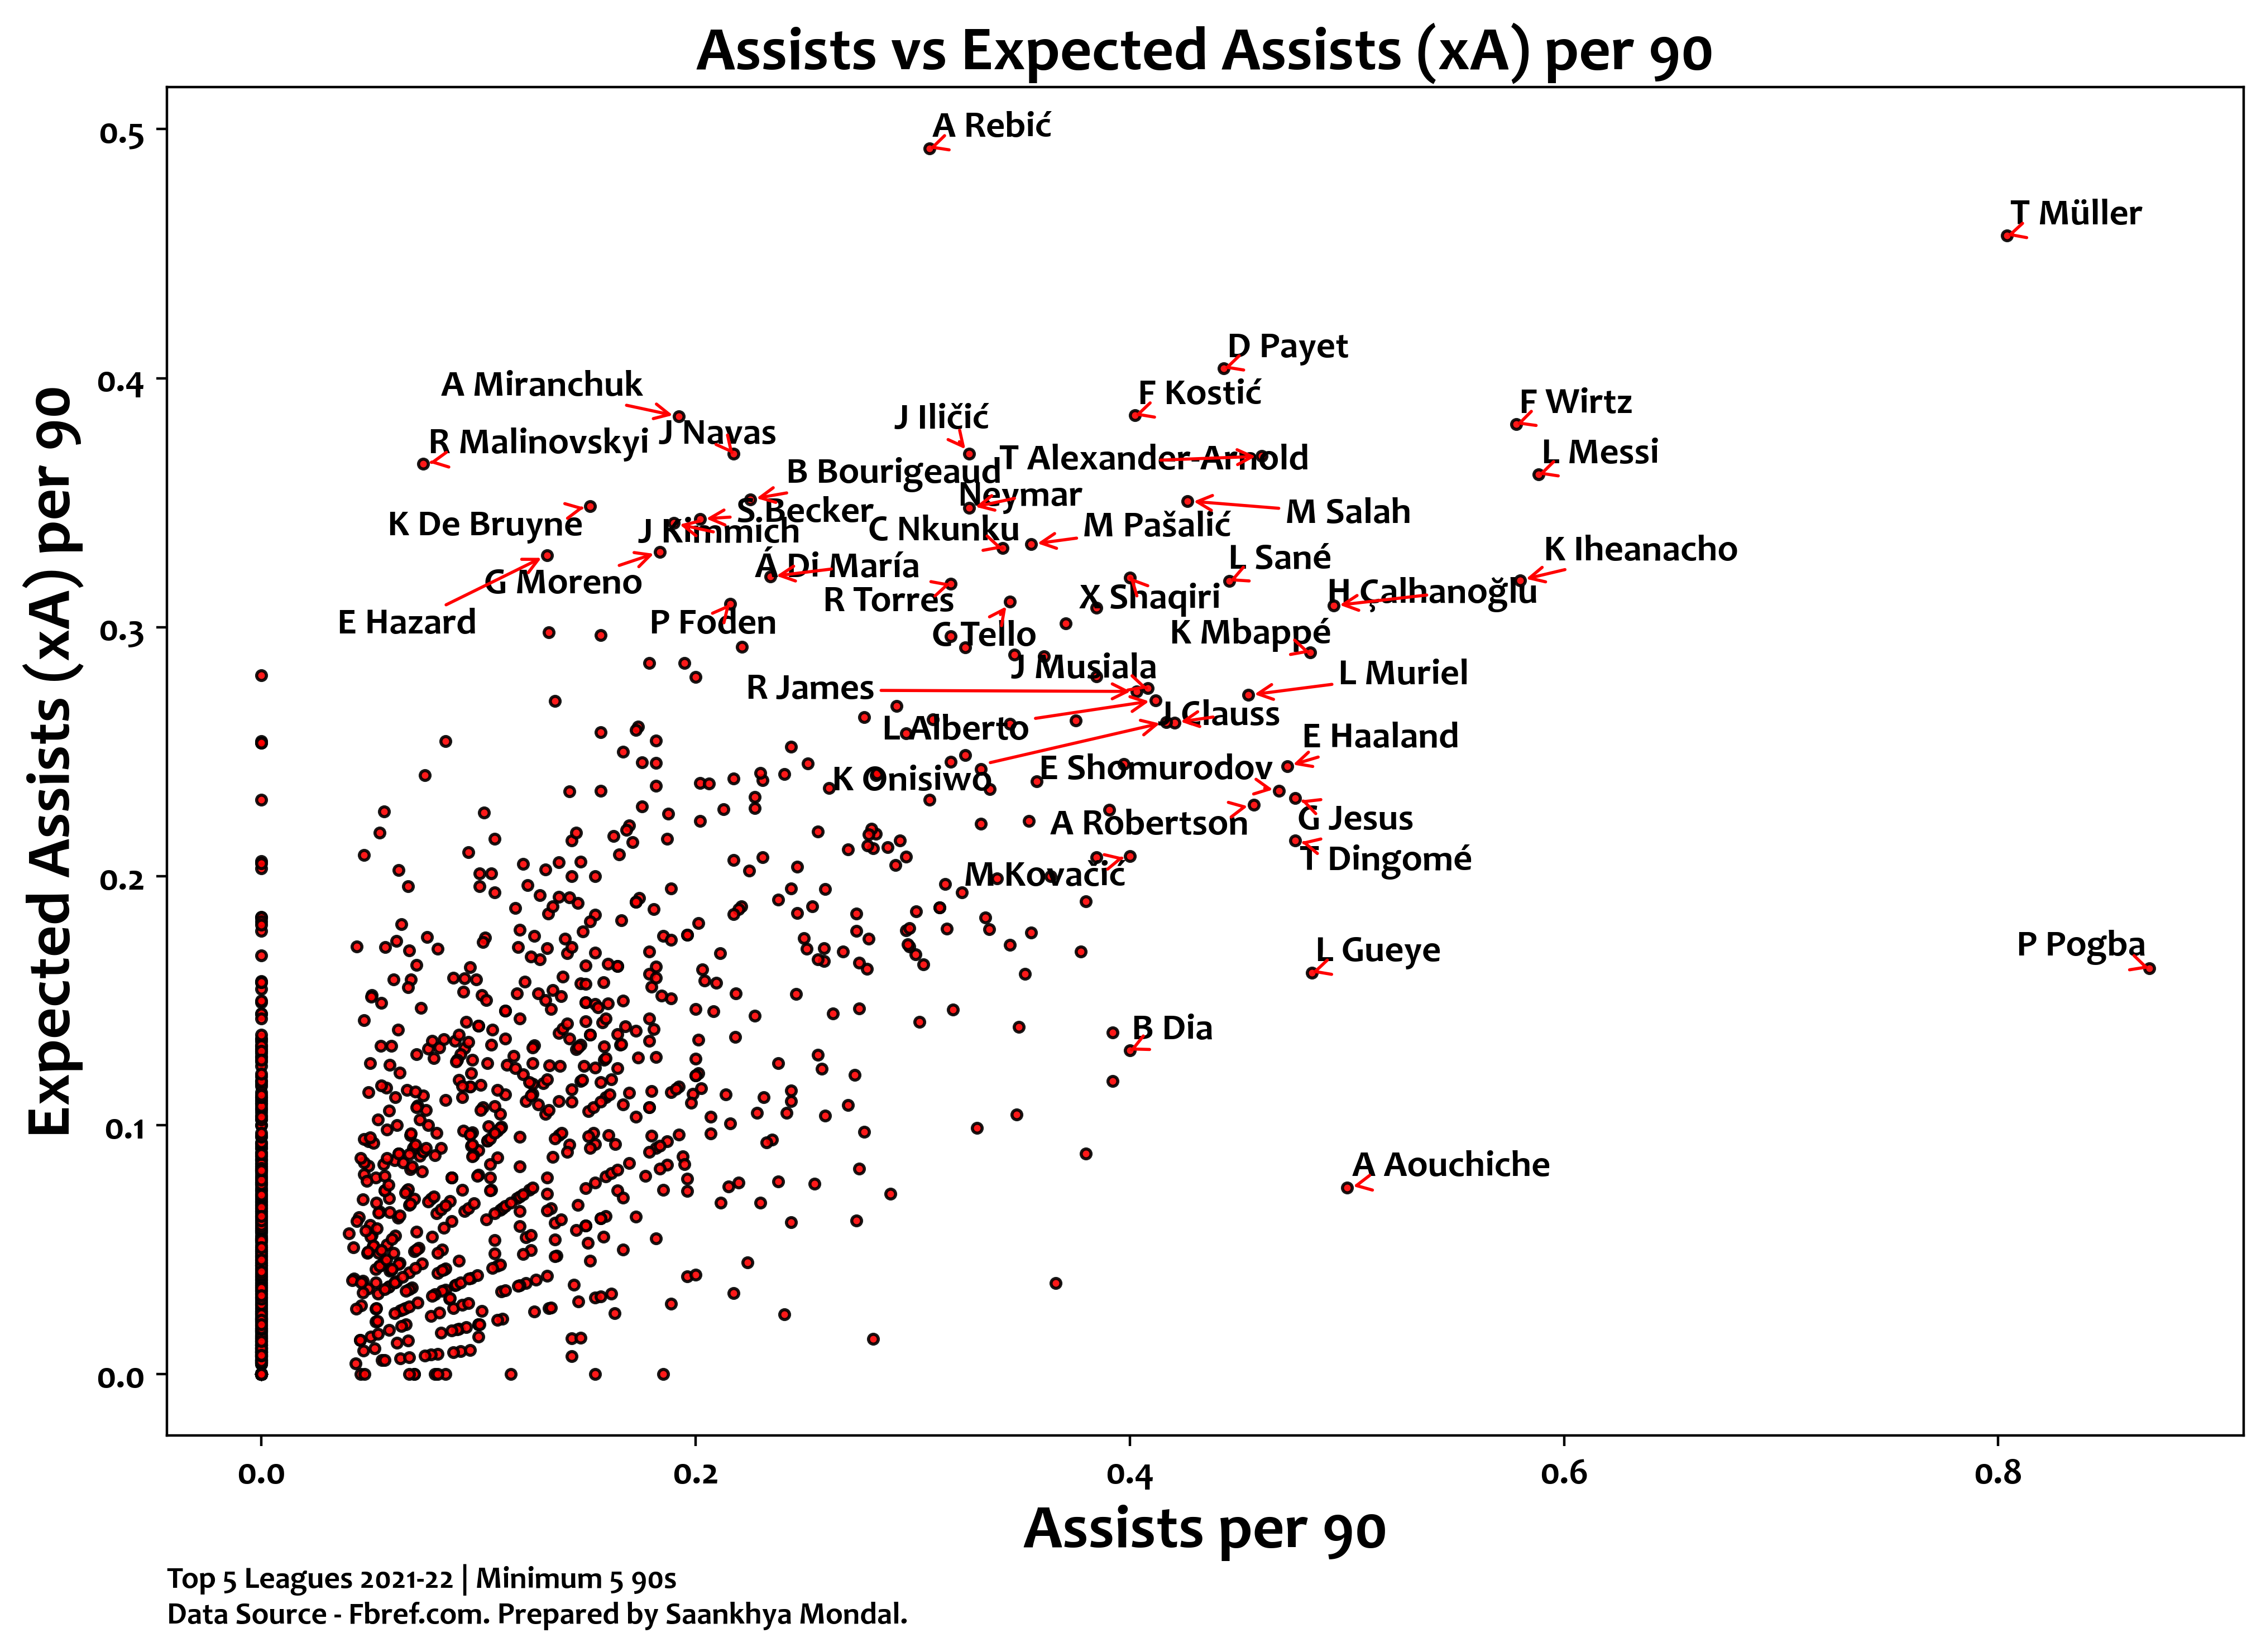 Assists vs Expected Assists (xA) per 90
Expected Assists (xA) per 90
0.5
0.4
0.3
0.2
0.1
0.0
A Rebić
T Müller
D Payet
A Miranchuk
F Kostić
F Wirtz
J Iličić
J Navas
R Malinovskyi
L Messi
T Alexander-Arnold
B Bourigeaud
Neymar
S Becker
M Salah
K De Bruyne
J Kimmich
C Nkunku
M Pašalić
K Iheanacho
L Sané
Á Di María
G Moreno
H Çalhanoğlu
R Torres
X Shaqiri
E Hazard
P Foden
C Tello
K Mbappé
J Musiala
L Muriel
R James
J Clauss
L Alberto
E Haaland
E Shomurodov
K Onisiwo
G Jesus
A Robertson
T Dingomé
M Kovačić
P Pogba
L Gueye
B Dia
A Aouchiche
0.0
0.2
0.4
0.6
0.8
Assists per 90
Top 5 Leagues 2021-22 | Minimum 5 90s
Data Source - Fbref.com. Prepared by Saankhya Mondal.